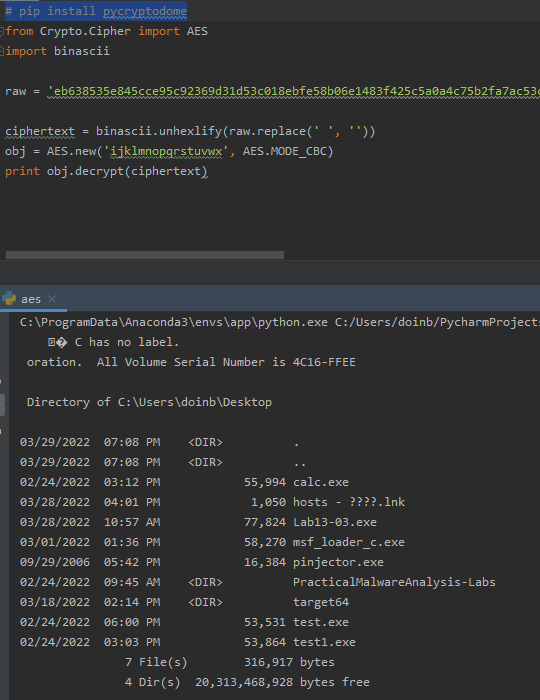 # pip install pycryptodome
from Crypto.Cipher import AES
import binascii
raw = 'eb638535e845cce95c92369d31d53c018ebfe58b06e1483f425c5a0a4c75b2fa7ac53c
ciphertext = binascii.unhexlify(raw.replace(' ', ''))
obj = AES.new('ijklmnopqrstuvwx', AES.MODE_CBC)
print obj.decrypt(ciphertext)
aes
C:\ProgramData\Anaconda3\envs\app\python.exe C:/Users/doinb/PycharmProjects
� C has no label.
oration.  All Volume Serial Number is 4C16-FFEE
Directory of C:\Users\doinb\Desktop
03/29/2022  07:08 PM    <DIR>          .
03/29/2022  07:08 PM    <DIR>          ..
02/24/2022  03:12 PM            55,994 calc.exe
03/28/2022  04:01 PM             1,050 hosts - ????.lnk
03/28/2022  10:57 AM            77,824 Lab13-03.exe
03/01/2022  01:36 PM            58,270 msf_loader_c.exe
09/29/2006  05:42 PM            16,384 pinjector.exe
02/24/2022  09:45 AM    <DIR>          PracticalMalwareAnalysis-Labs
03/18/2022  02:14 PM    <DIR>          target64
02/24/2022  06:00 PM            53,531 test.exe
02/24/2022  03:03 PM            53,864 test1.exe
7 File(s)        316,917 bytes
4 Dir(s)  20,313,468,928 bytes free